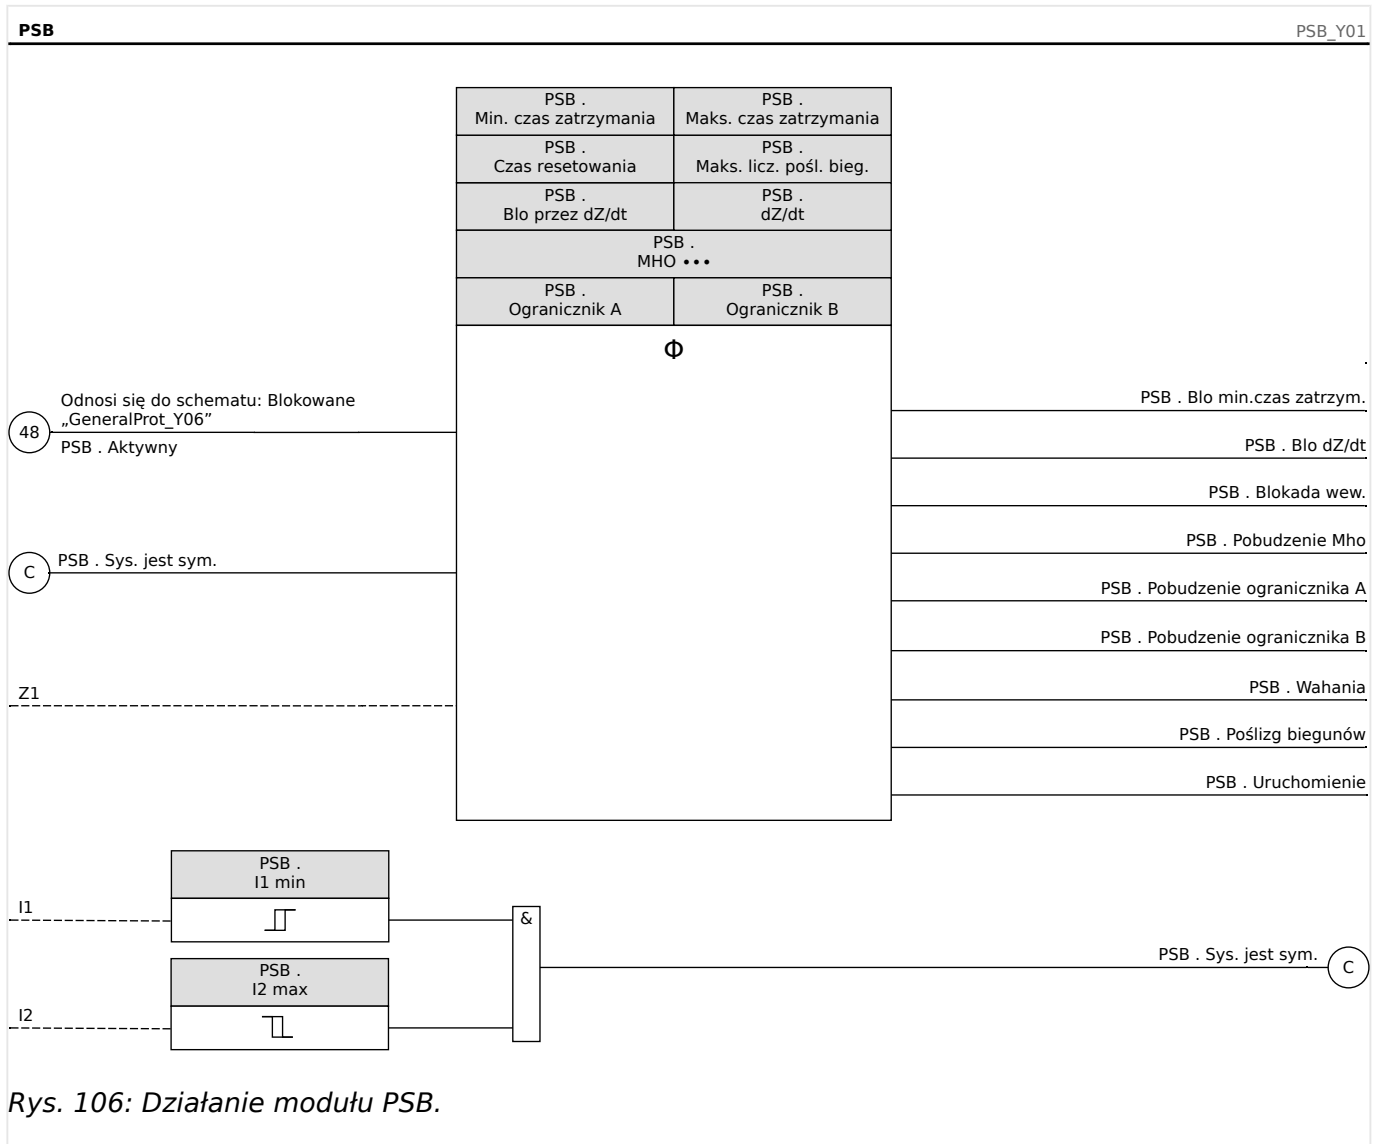 PSB
PSB_Y01
PSB .
Min. czas zatrzymania
PSB .
Maks. czas zatrzymania
PSB .
Czas resetowania
PSB .
Maks. licz. pośl. bieg.
PSB .
Blo przez dZ/dt
PSB .
dZ/dt
PSB .
MHO •••
PSB .
Ogranicznik A
PSB .
Ogranicznik B
Φ
Odnosi się do schematu: Blokowane
„GeneralProt_Y06”
48
PSB . Aktywny
PSB . Sys. jest sym.
C
Z1
PSB . Blo min.czas zatrzym.
PSB . Blo dZ/dt
PSB . Blokada wew.
PSB . Pobudzenie Mho
PSB . Pobudzenie ogranicznika A
PSB . Pobudzenie ogranicznika B
PSB . Wahania
PSB . Poślizg biegunów
PSB . Uruchomienie
PSB .
I1 min
I1
PSB .
I2 max
I2
&
PSB . Sys. jest sym.
C
Rys. 106: Działanie modułu PSB.